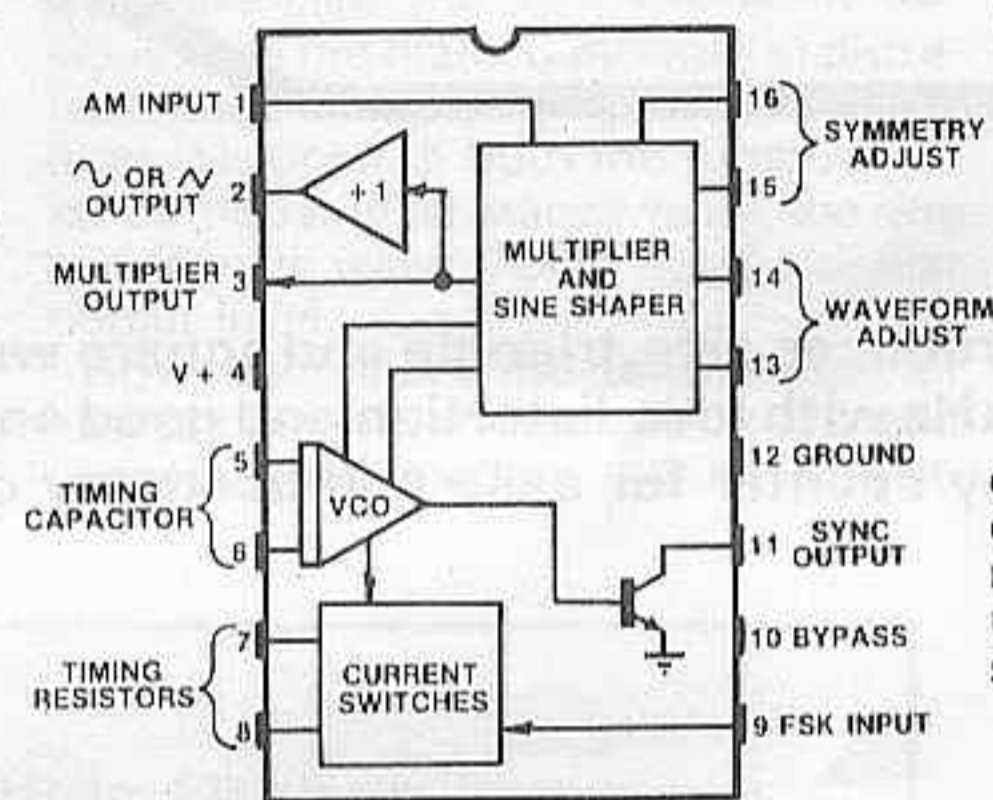 AM INPUT 1
OR
OUTPUT
2
+1
MULTIPLIER
OUTPUT
3
V + 4
TIMING
CAPACITOR
5
6
VCO
TIMING
RESISTORS
7
8
CURRENT
SWITCHES
MULTIPLIER
AND
SINE SHAPER
16
SYMMETRY
ADJUST
15
14
WAVEFORM
ADJUST
13
12 GROUND
11 SYNC
OUTPUT
10 BYPASS
9 FSK INPUT